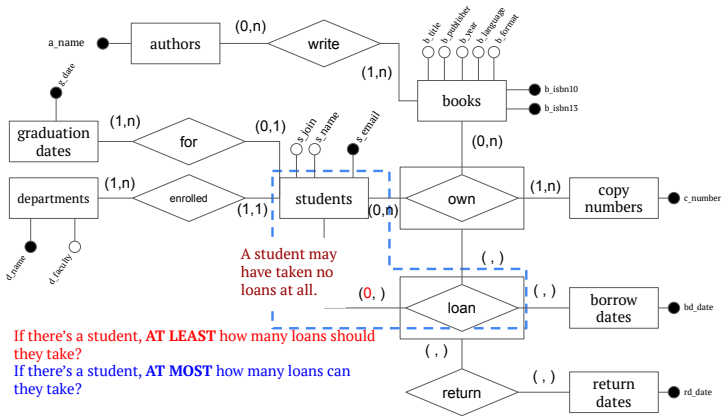 b_title
b_publisher
b_year
b_language
b_format
(0,n)
a_name
authors
write
g_date
(1,n)
books
b_isbn10
b_isbn13
(1,n)
(0,1)
s_join
s_name
s_email
graduation
dates
for
(0,n)
(1,n)
departments
enrolled
(1,1)
students
(0,n)
own
(1,n)
copy
numbers
c_number
d_name
d_faculty
A student may
have taken no
loans at all.
( , )
(0, )
loan
( , )
borrow
dates
bd_date
If there's a student, AT LEAST how many loans should
they take?
If there's a student, AT MOST how many loans can
they take?
( , )
return
( , )
return
dates
rd_date